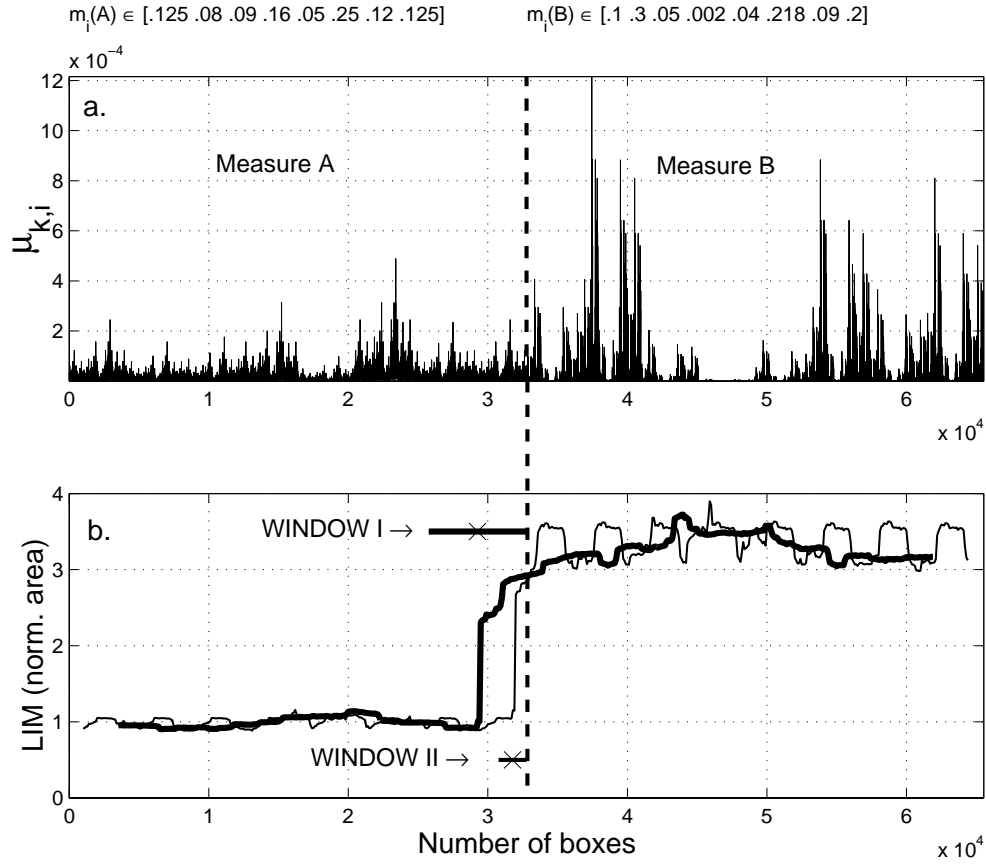 m_i(A) ∈ [.125 .08 .09 .16 .05 .25 .12 .125]
m_i(B) ∈ [.1 .3 .05 .002 .04 .218 .09 .2]
x 10^-4
a.
Measure A
Measure B
12
10
8
6
4
2
μ_k,i
0 1 2 3 4 5 6
x 10^4
b.
WINDOW I →
WINDOW II →
4
3
2
1
0
LIM (norm. area)
0 1 2 3 4 5 6
Number of boxes
x 10^4